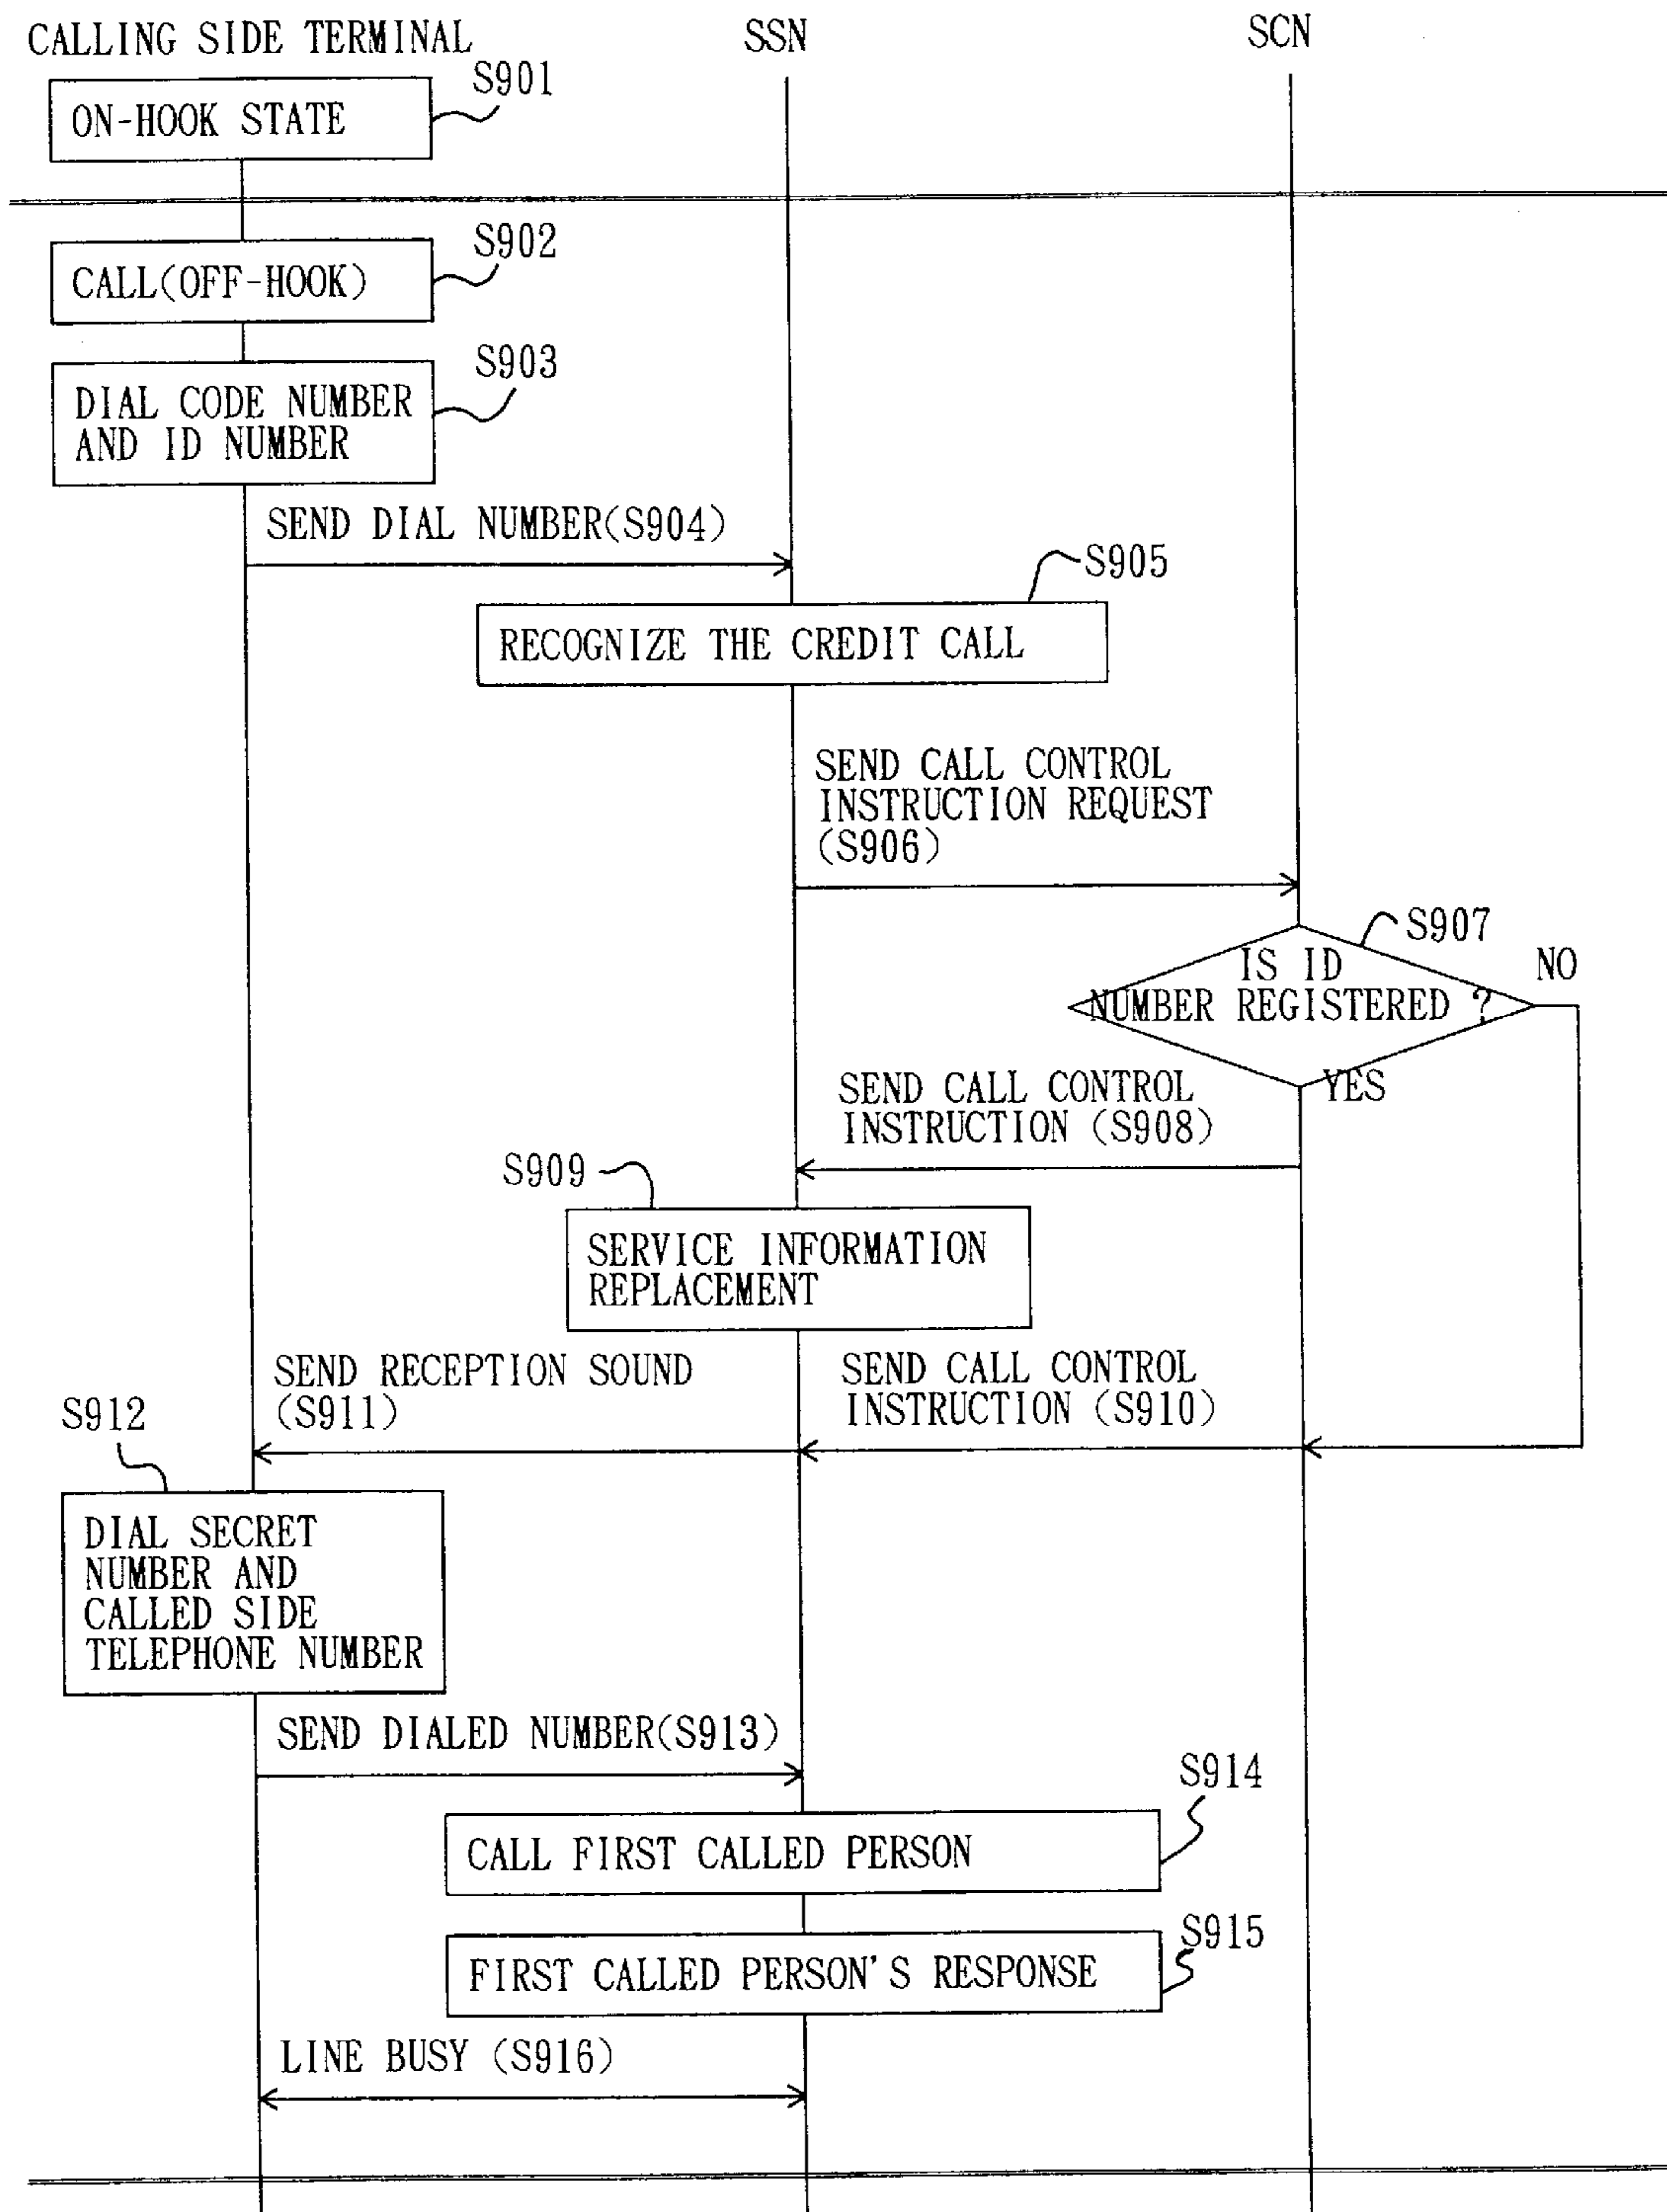 CALLING SIDE TERMINAL
SSN
SCN
S901
ON-HOOK STATE
S902
CALL(OFF-HOOK)
S903
DIAL CODE NUMBER
AND ID NUMBER
SEND DIAL NUMBER(S904)
S905
RECOGNIZE THE CREDIT CALL
SEND CALL CONTROL
INSTRUCTION REQUEST
(S906)
S907
IS ID
NUMBER REGISTERED ?
NO
YES
SEND CALL CONTROL
INSTRUCTION (S908)
S909
SERVICE INFORMATION
REPLACEMENT
SEND RECEPTION SOUND
(S911)
SEND CALL CONTROL
INSTRUCTION (S910)
S912
DIAL SECRET
NUMBER AND
CALLED SIDE
TELEPHONE NUMBER
SEND DIALED NUMBER(S913)
S914
CALL FIRST CALLED PERSON
S915
FIRST CALLED PERSON'S RESPONSE
LINE BUSY (S916)